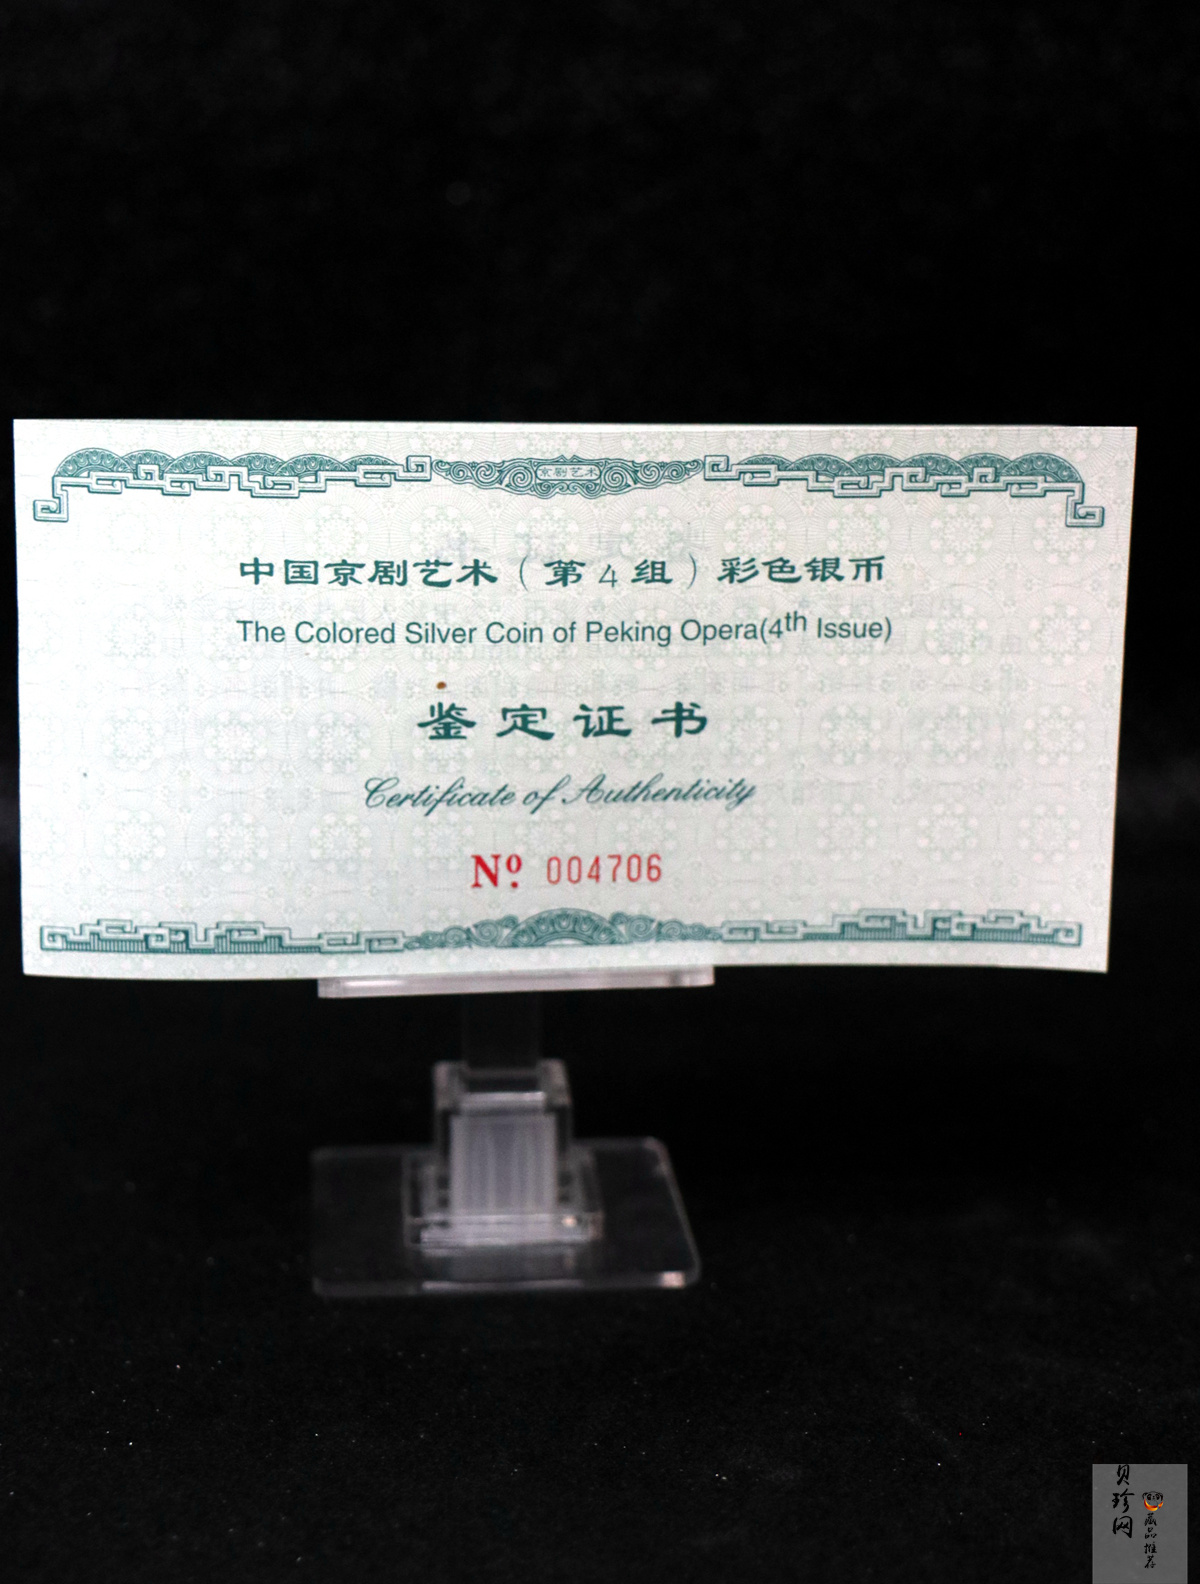 京剧艺术
中国京剧艺术（第4组）彩色银币
The Colored Silver Coin of Peking Opera(4th Issue)
鉴定证书
Certificate of Authenticity
Nº. 004706
贝珍网
藏品推荐